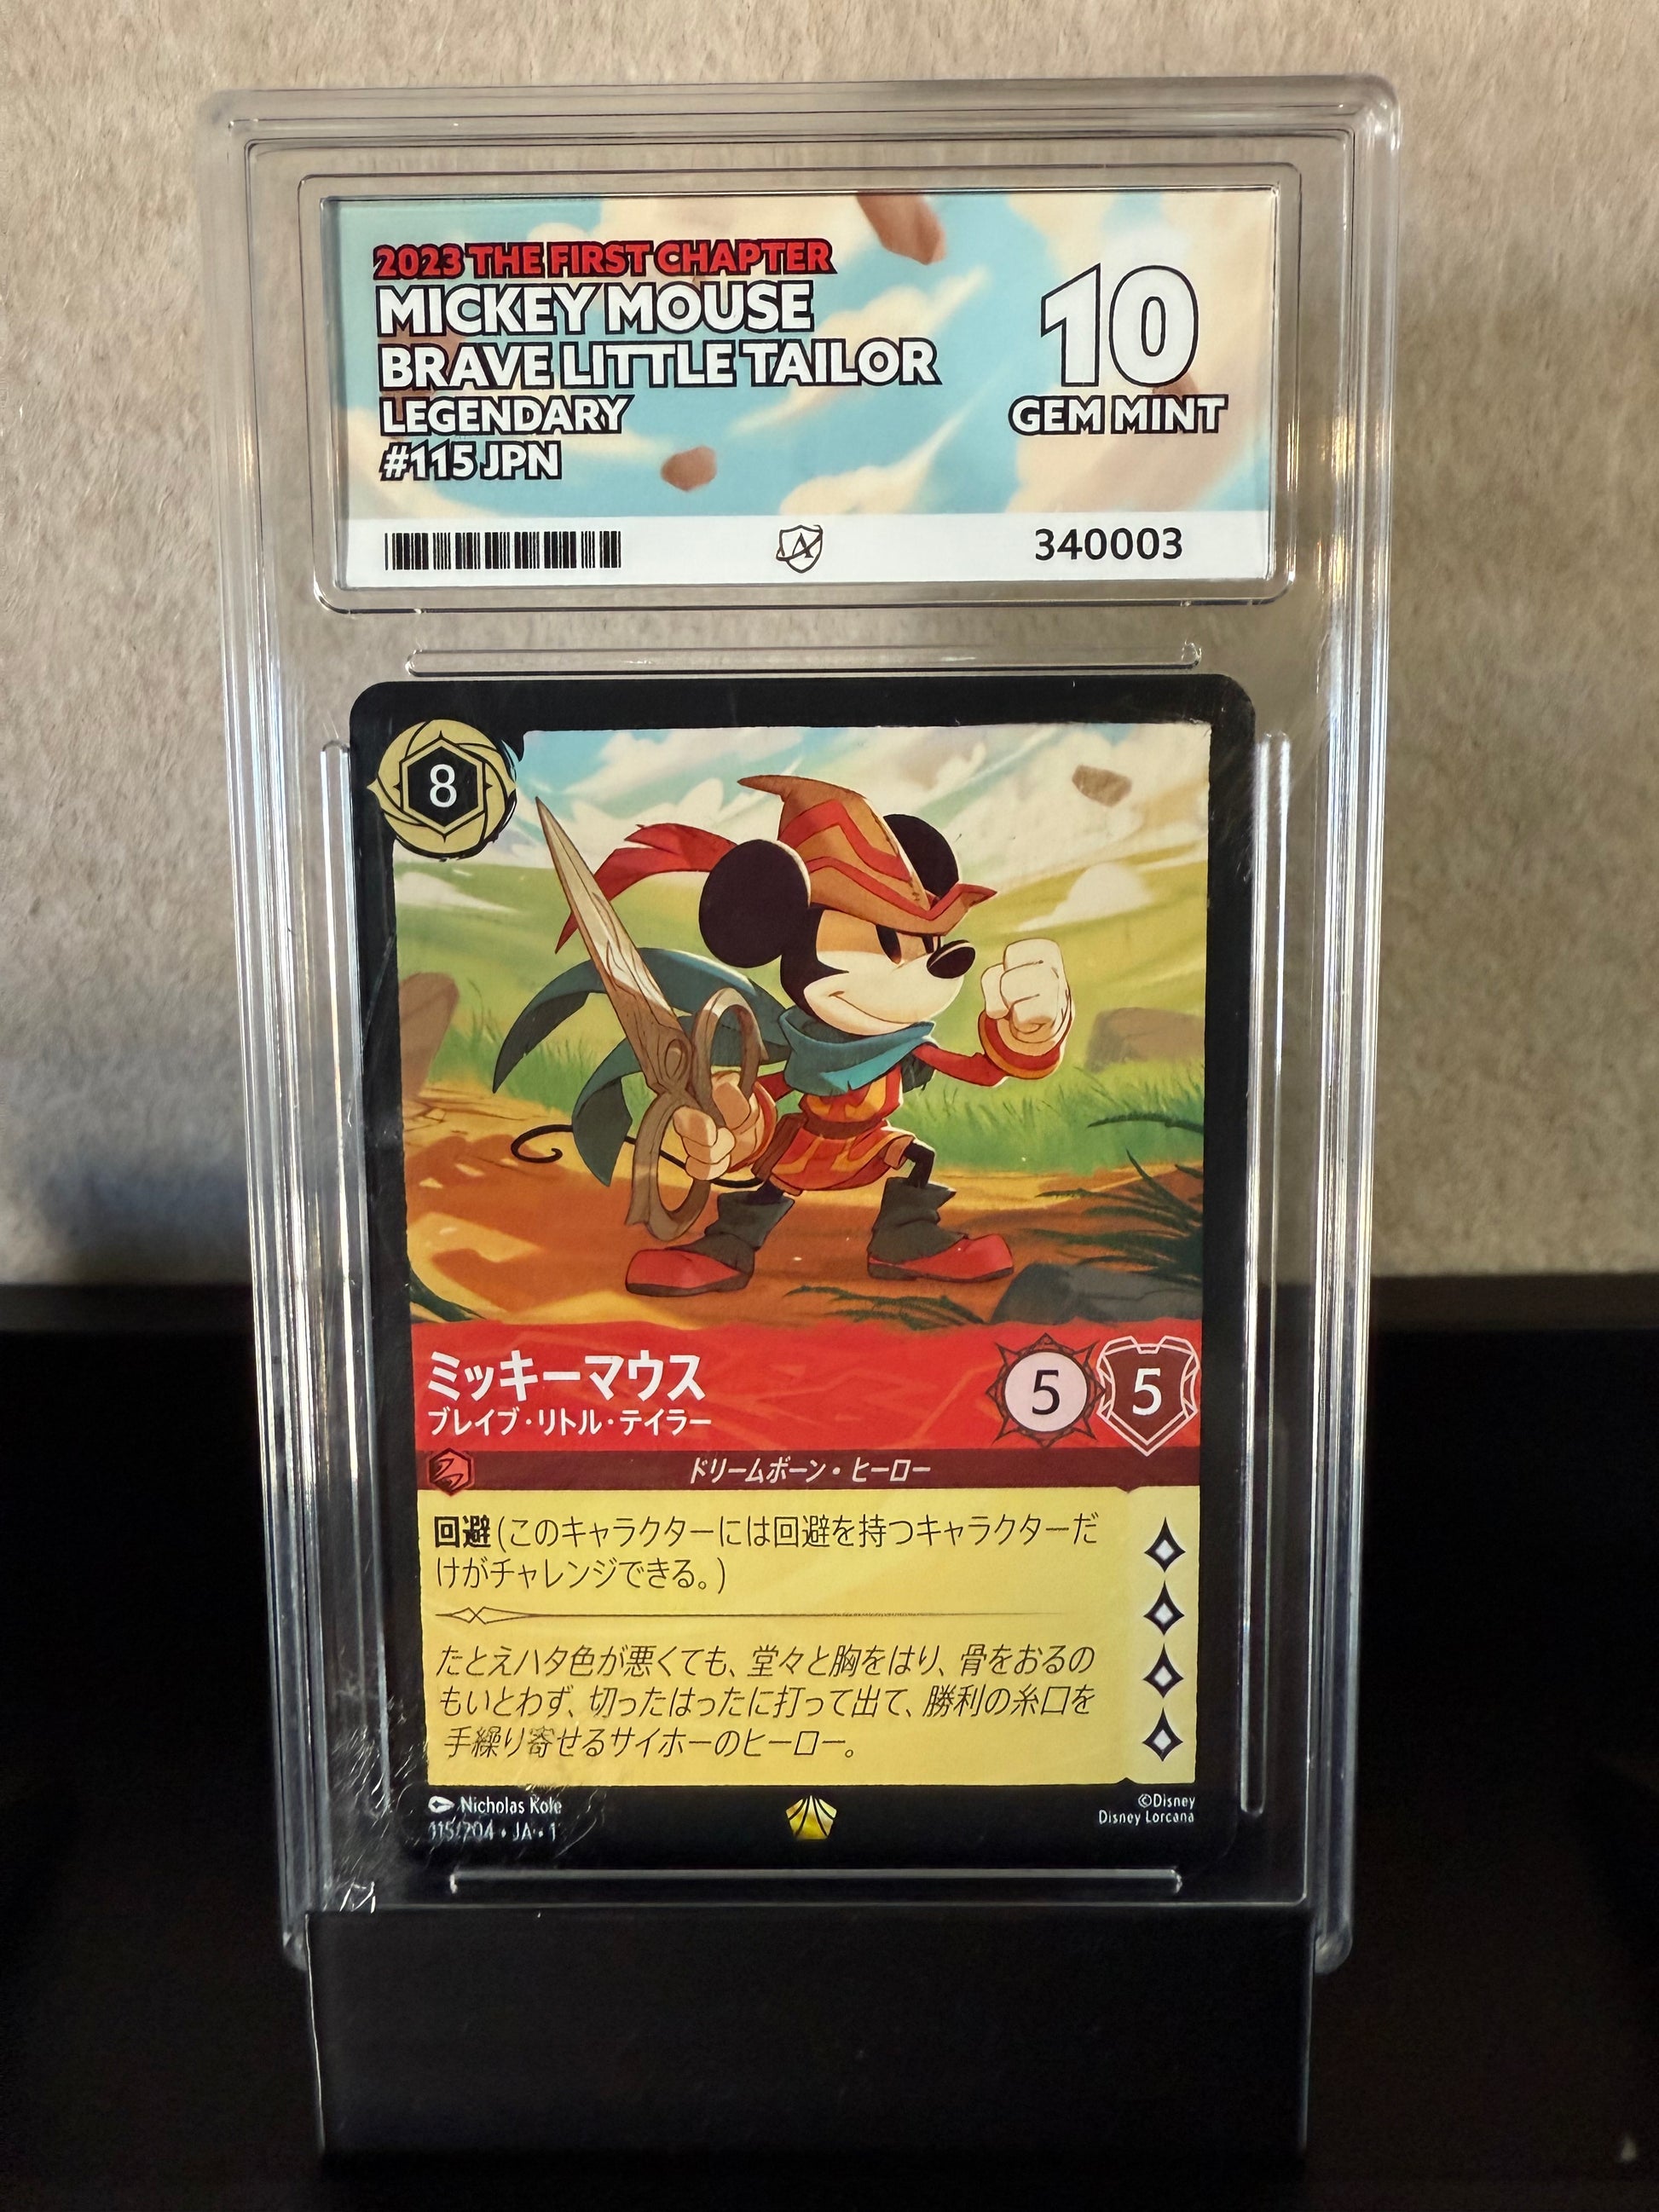 2023 THE FIRST CHAPTER
MICKEY MOUSE
BRAVE LITTLE TAILOR
LEGENDARY
#115 JPN
10
GEM MINT
340003
8
ミッキーマウス
ブレイブ・リトル・テイラー
5
5
ドリームボーン・ヒーロー
回避 (このキャラクターには回避を持つキャラクターだ
けがチャレンジできる。)
たとえハタ色が悪くても、堂々と胸をはり、骨をおるの
もいとわず、切ったはったに打って出て、勝利の糸口を
手繰り寄せるサイホーのヒーロー。
Nicholas Kole
115/204 • JA • 1
©Disney
Disney Lorcana